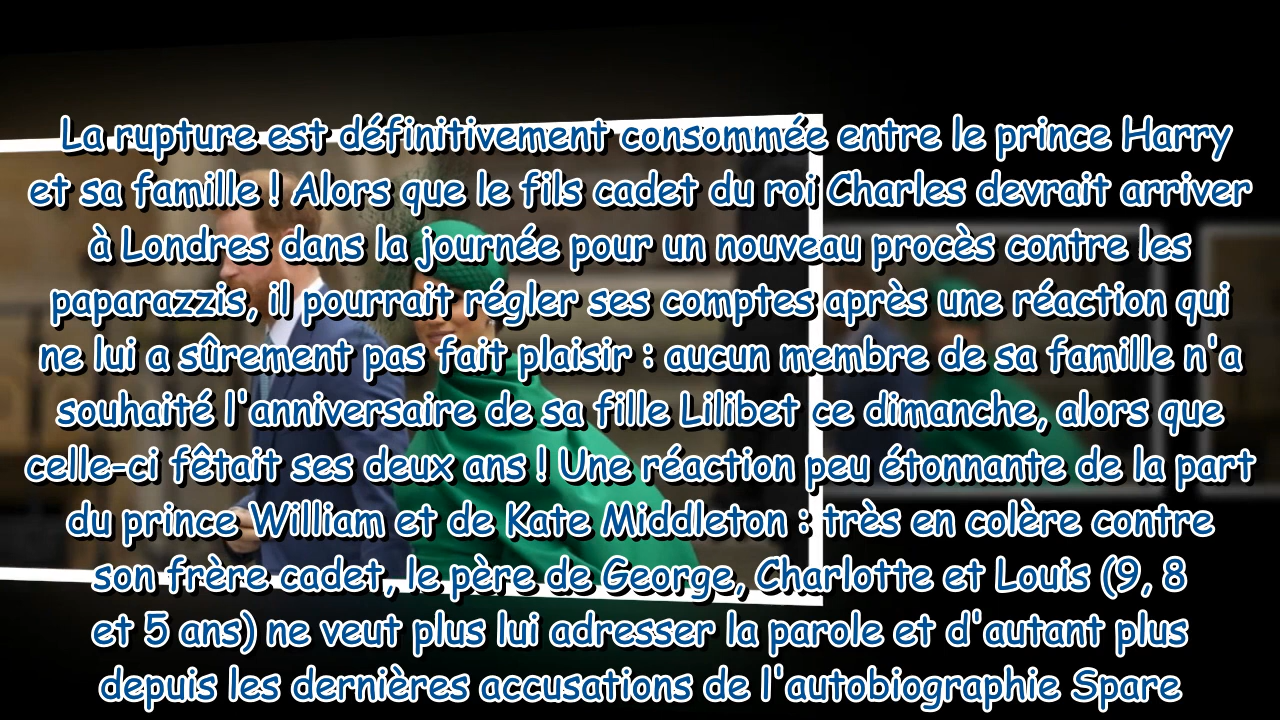 La rupture est définitivement consommée entre le prince Harry
et sa famille ! Alors que le fils cadet du roi Charles devrait arriver
à Londres dans la journée pour un nouveau procès contre les
paparazzis, il pourrait régler ses comptes après une réaction qui
ne lui a sûrement pas fait plaisir : aucun membre de sa famille n'a
souhaité l'anniversaire de sa fille Lilibet ce dimanche, alors que
celle-ci fêtait ses deux ans ! Une réaction peu étonnante de la part
du prince William et de Kate Middleton : très en colère contre
son frère cadet, le père de George, Charlotte et Louis (9, 8
et 5 ans) ne veut plus lui adresser la parole et d'autant plus
depuis les dernières accusations de l'autobiographie Spare